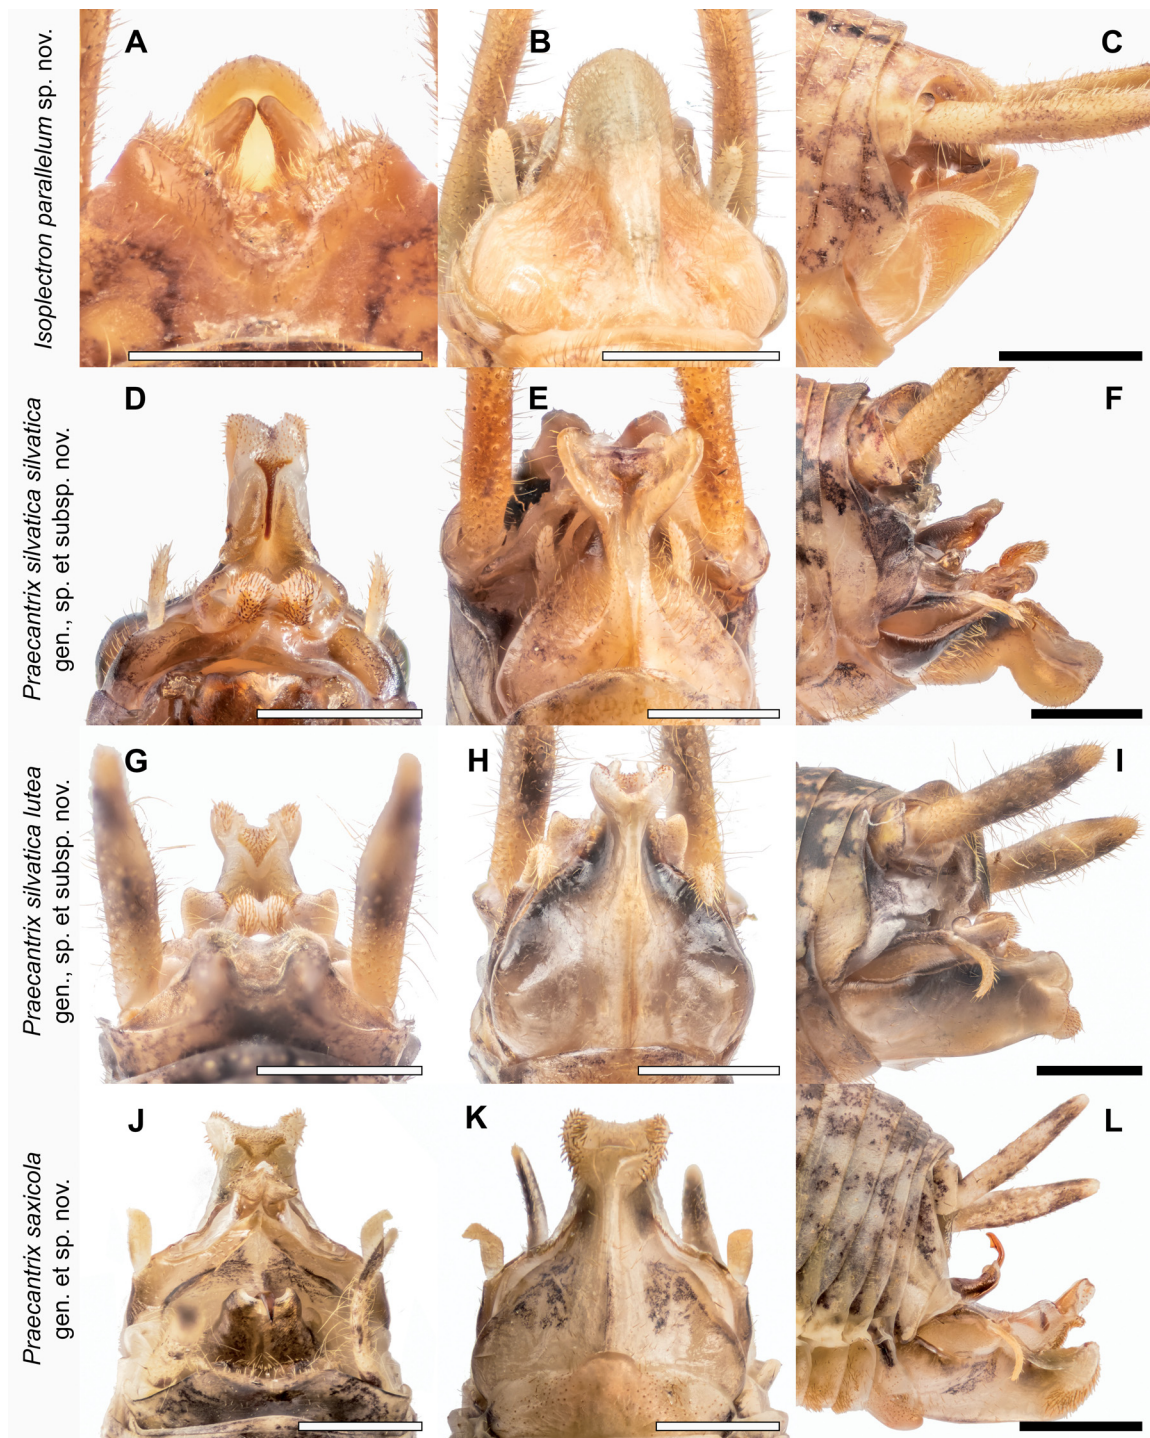 Isoplectron parallelum sp. nov.
A
B
C
Praecantrix silvatica silvatica
gen., sp. et subsp. nov.
D
E
F
Praecantrix silvatica lutea
gen., sp. et subsp. nov.
G
H
I
Praecantrix saxicola
gen. et sp. nov.
J
K
L